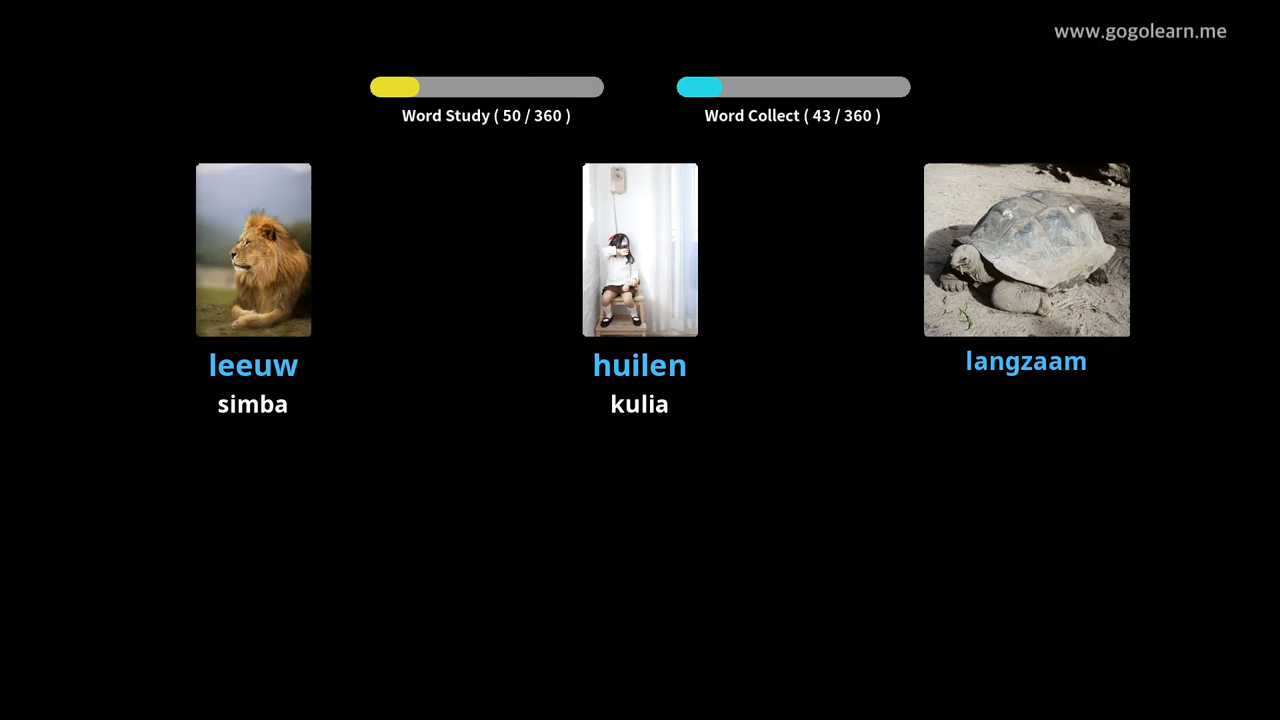 www.gogolearn.me
Word Study ( 50 / 360 )
Word Collect ( 43 / 360 )
leeuw
simba
huilen
kulia
langzaam